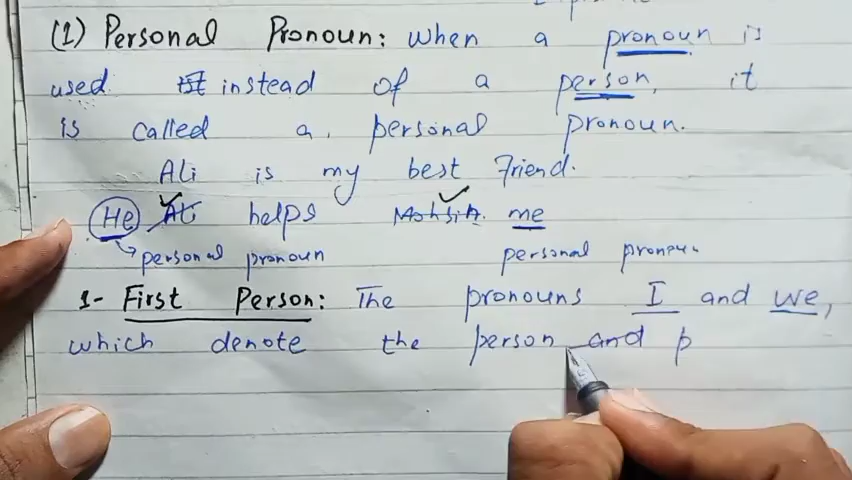 (1) Personal Pronoun: When a pronoun is
used instead of a person, it
is called a, personal pronoun.
Ali is my best Friend.
He Ali helps Mohsin. me
personal pronoun personal pronoun
1- First Person: The pronouns I and we,
which denote the person and p